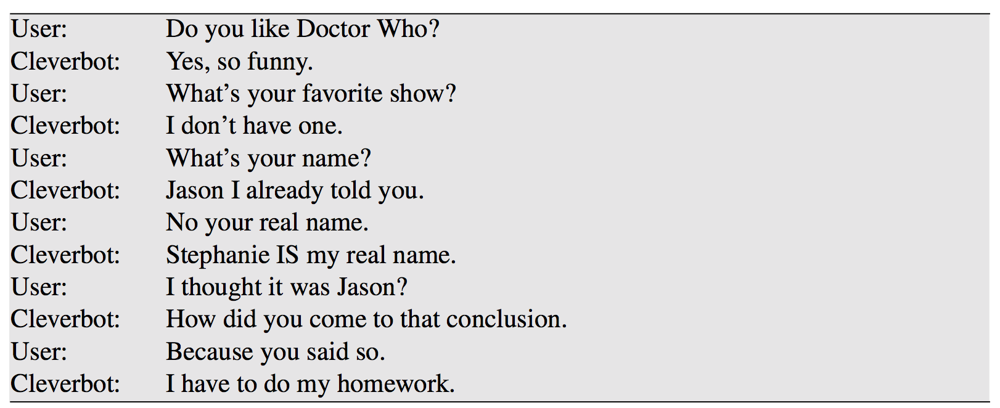 User: Do you like Doctor Who?
Cleverbot: Yes, so funny.
User: What’s your favorite show?
Cleverbot: I don’t have one.
User: What’s your name?
Cleverbot: Jason I already told you.
User: No your real name.
Cleverbot: Stephanie IS my real name.
User: I thought it was Jason?
Cleverbot: How did you come to that conclusion.
User: Because you said so.
Cleverbot: I have to do my homework.